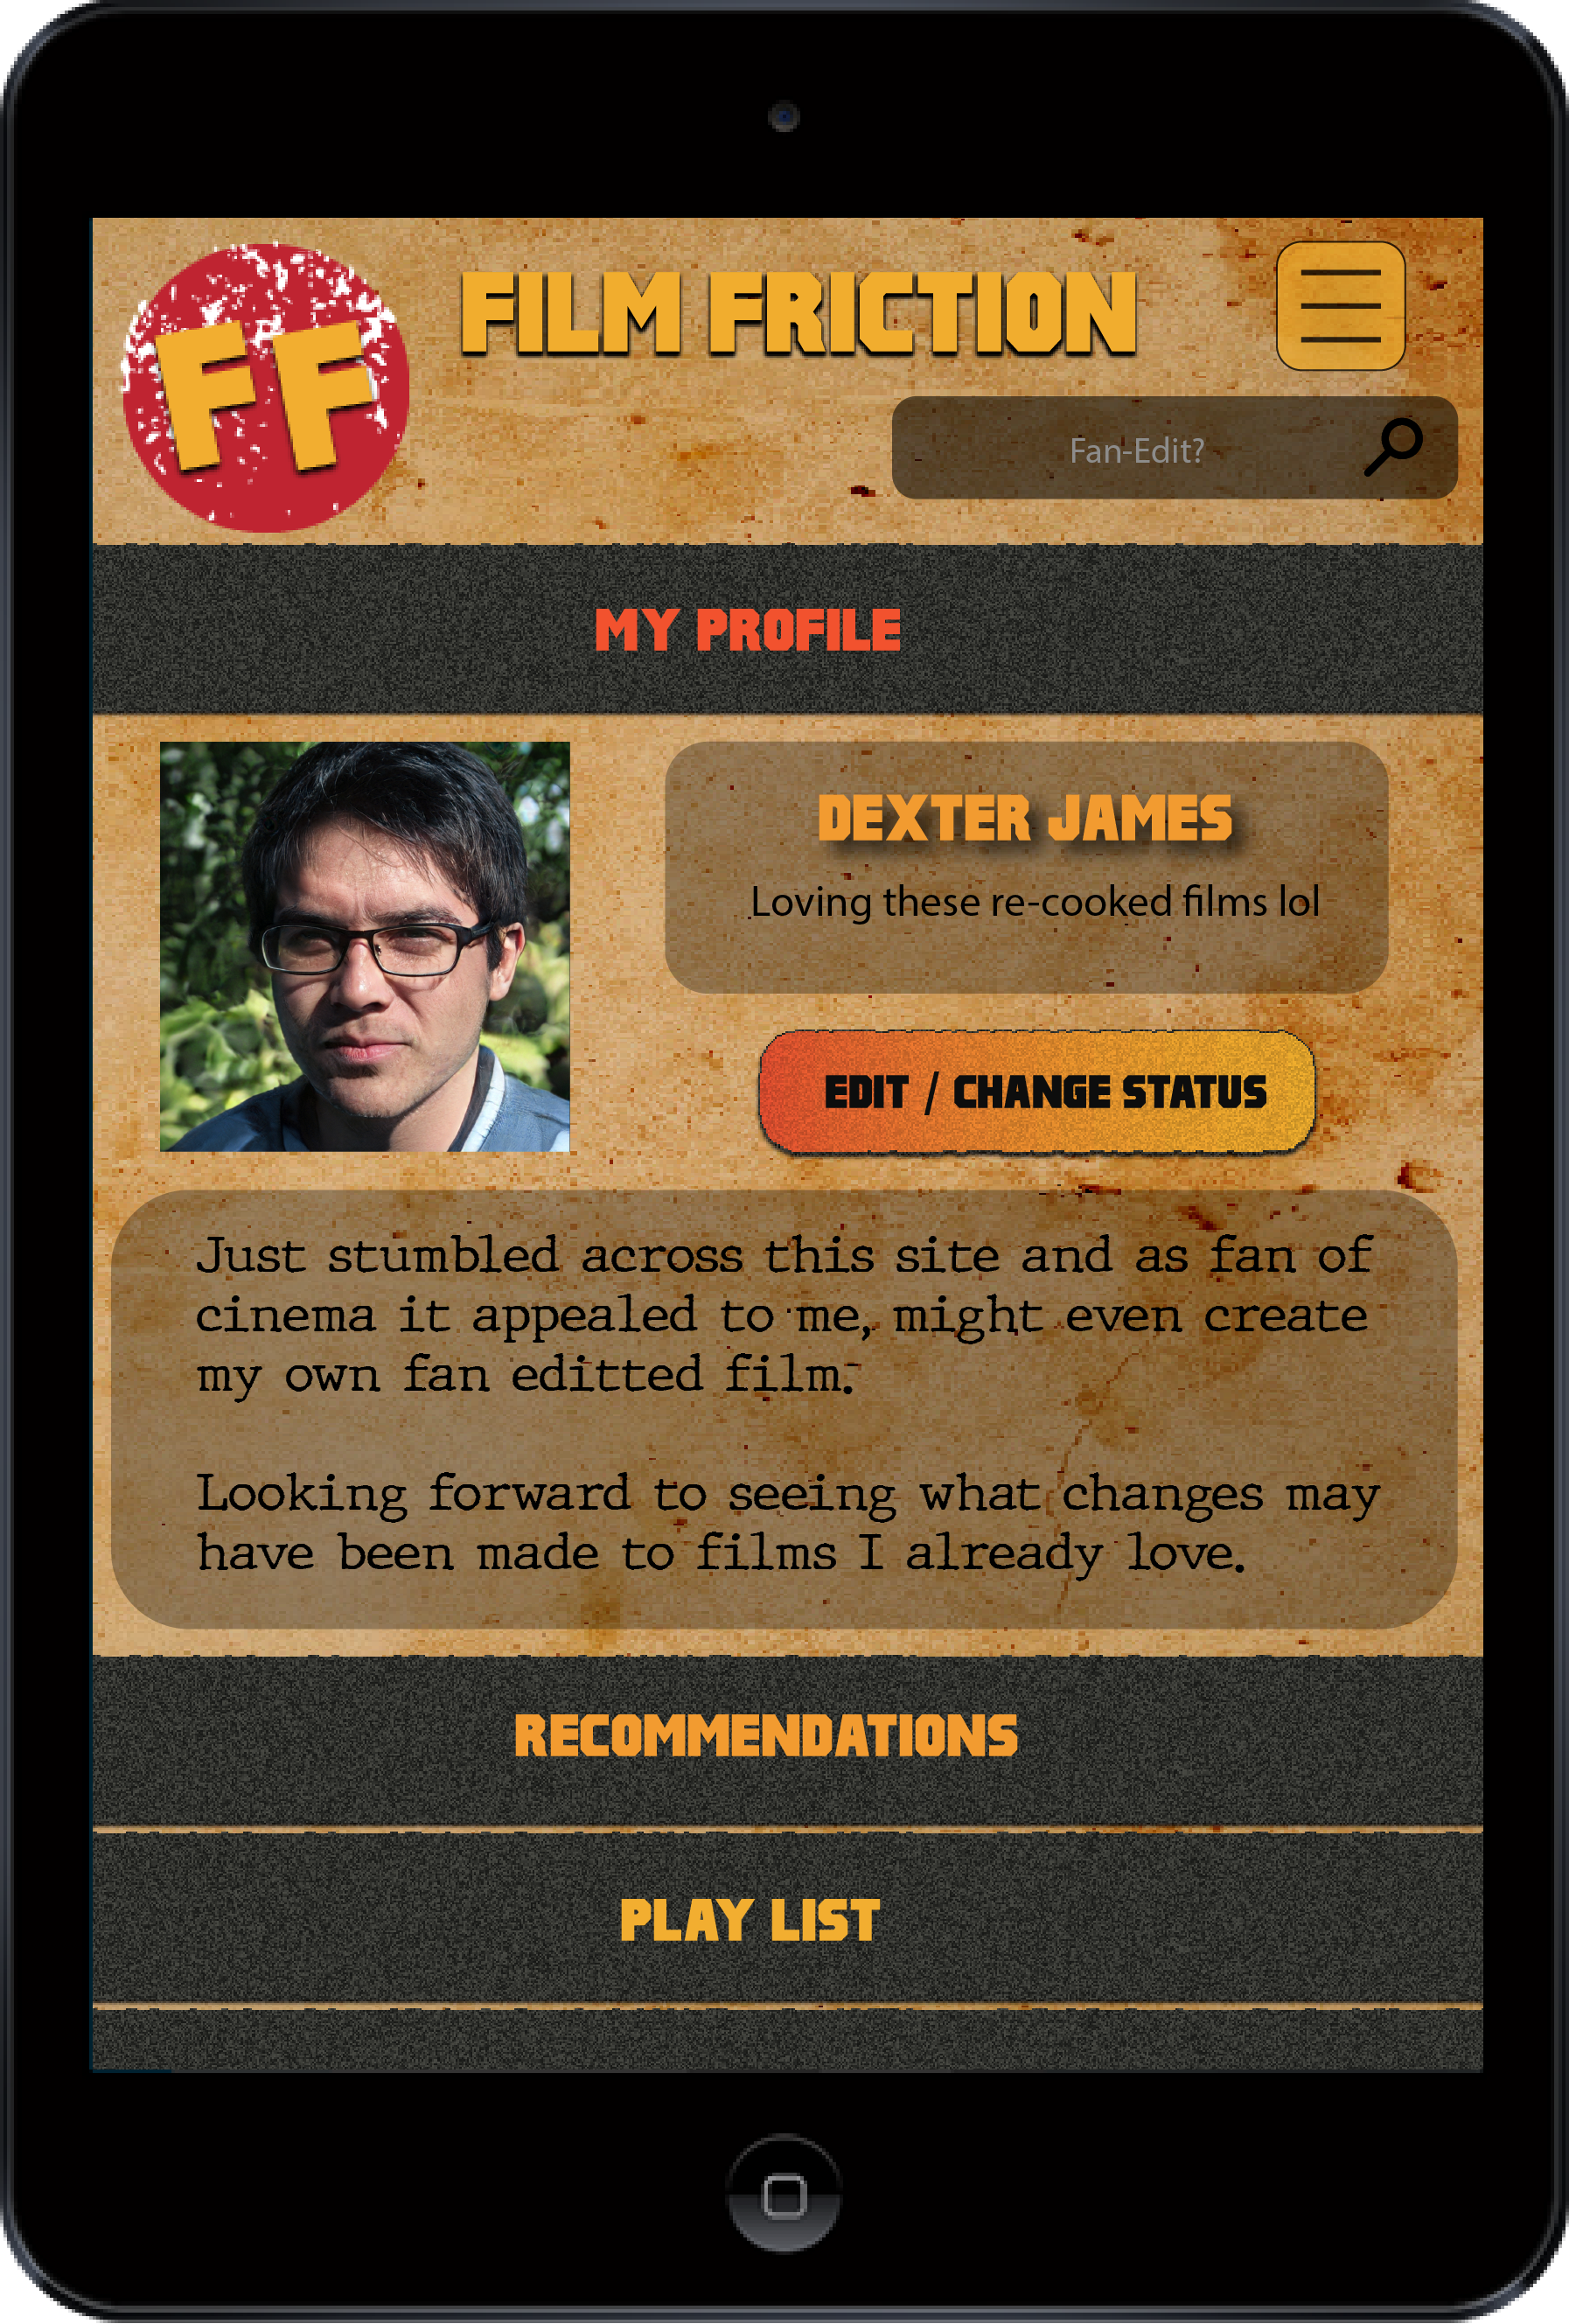 FF
FILM FRICTION
Fan-Edit?
MY PROFILE
DEXTER JAMES
Loving these re-cooked films lol
EDIT / CHANGE STATUS
Just stumbled across this site and as fan of
cinema it appealed to me, might even create
my own fan editted film.
Looking forward to seeing what changes may
have been made to films I already love.
RECOMMENDATIONS
PLAY LIST